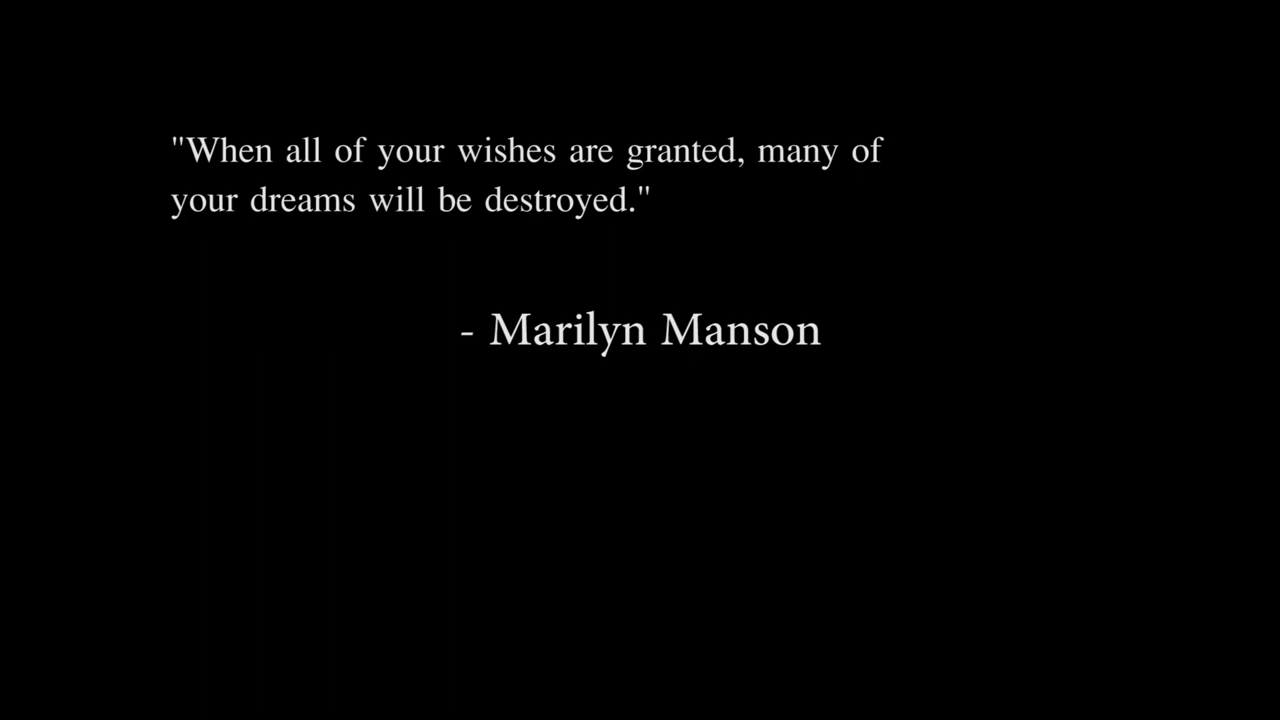 "When all of your wishes are granted, many of
your dreams will be destroyed."
- Marilyn Manson